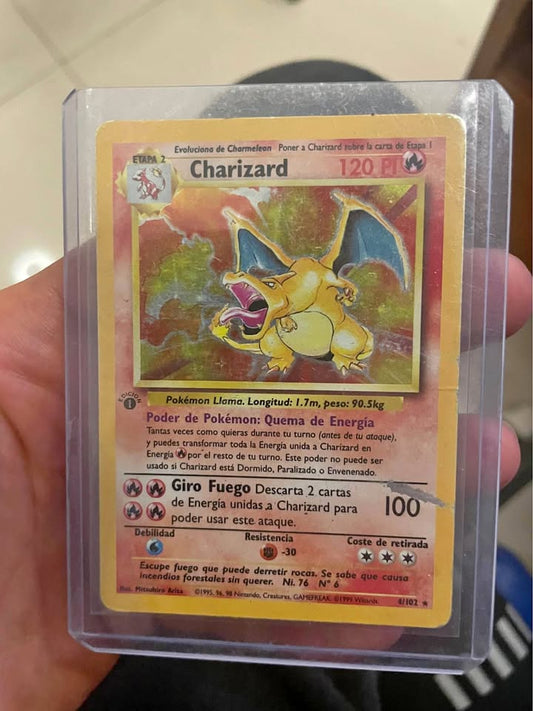 Evoluciona de Charmeleon Poner a Charizard sobre la carta de Etapa 1
ETAPA 2
Charizard 120 PI
EDICIÓN
1
Pokémon Llama. Longitud: 1.7m, peso: 90.5kg
Poder de Pokémon: Quema de Energía
Tantas veces como quieras durante tu turno (antes de tu ataque),
y puedes transformar toda la Energía unida a Charizard en
Energía por el resto de tu turno. Este poder no puede ser
usado si Charizard está Dormido, Paralizado o Envenenado.
Giro Fuego Descarta 2 cartas
de Energía unidas a Charizard para
poder usar este ataque.
100
Debilidad Resistencia Coste de retirada
-30
Escupe fuego que puede derretir rocas. Se sabe que causa
incendios forestales sin querer. Ni. 76 N° 6
Ilus. Mitsuhiro Arita ©1995, 96, 98 Nintendo, Creatures, GAMEFREAK. ©1999 Wizards. 4/102 ★